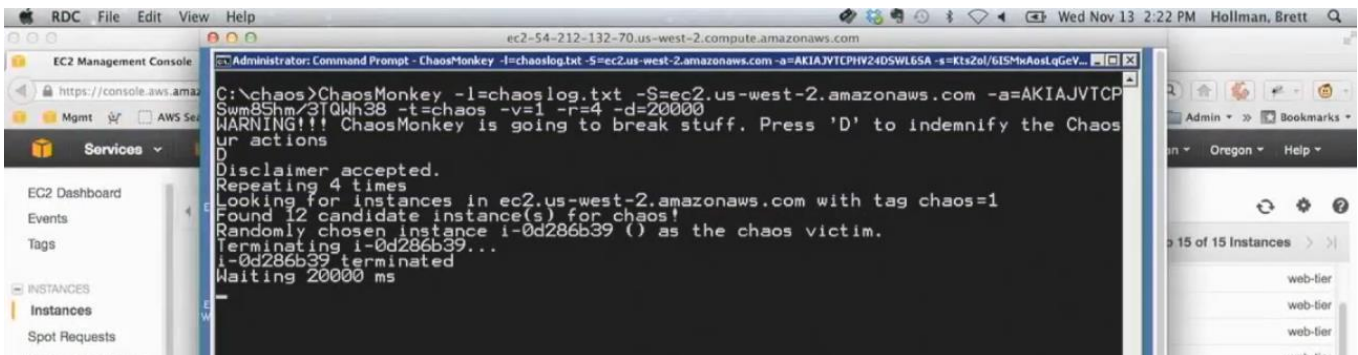 RDC File Edit View Help
Wed Nov 13 2:22 PM Hollman, Brett
ec2-54-212-132-70.us-west-2.compute.amazonaws.com
EC2 Management Console
https://console.aws.amaz
Mgmt
AWS Sea
Admin
Bookmarks
Services
Oregon
Help
EC2 Dashboard
Events
Tags
INSTANCES
Instances
Spot Requests
Administrator: Command Prompt - ChaosMonkey -l=chaoslog.txt -S=ec2.us-west-2.amazonaws.com -a=AKIAJVTCPHV24DSWL6SA -s=KtsZol/6ISMxAosLqGeV...
C:\chaos>ChaosMonkey -l=chaoslog.txt -S=ec2.us-west-2.amazonaws.com -a=AKIAJVTCP
Swm85hm/3TQWh38 -t=chaos -v=1 -r=4 -d=20000
WARNING!!! ChaosMonkey is going to break stuff. Press 'D' to indemnify the Chaos
ur actions
D
Disclaimer accepted.
Repeating 4 times
Looking for instances in ec2.us-west-2.amazonaws.com with tag chaos=1
Found 12 candidate instance(s) for chaos!
Randomly chosen instance i-0d286b39 () as the chaos victim.
Terminating i-0d286b39...
i-0d286b39 terminated
Waiting 20000 ms
15 of 15 Instances
web-tier
web-tier
web-tier